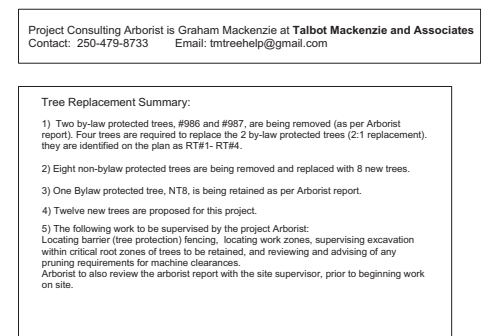 Project Consulting Arborist is Graham Mackenzie at Talbot Mackenzie and Associates
Contact: 250-479-8733 Email: tmtreehelp@gmail.com
Tree Replacement Summary:
1) Two by-law protected trees, #986 and #987, are being removed (as per Arborist
report). Four trees are required to replace the 2 by-law protected trees (2:1 replacement).
they are identified on the plan as RT#1- RT#4.
2) Eight non-bylaw protected trees are being removed and replaced with 8 new trees.
3) One Bylaw protected tree, NT8, is being retained as per Arborist report.
4) Twelve new trees are proposed for this project.
5) The following work to be supervised by the project Arborist:
Locating barrier (tree protection) fencing, locating work zones, supervising excavation
within critical root zones of trees to be retained, and reviewing and advising of any
pruning requirements for machine clearances.
Arborist to also review the arborist report with the site supervisor, prior to beginning work
on site.